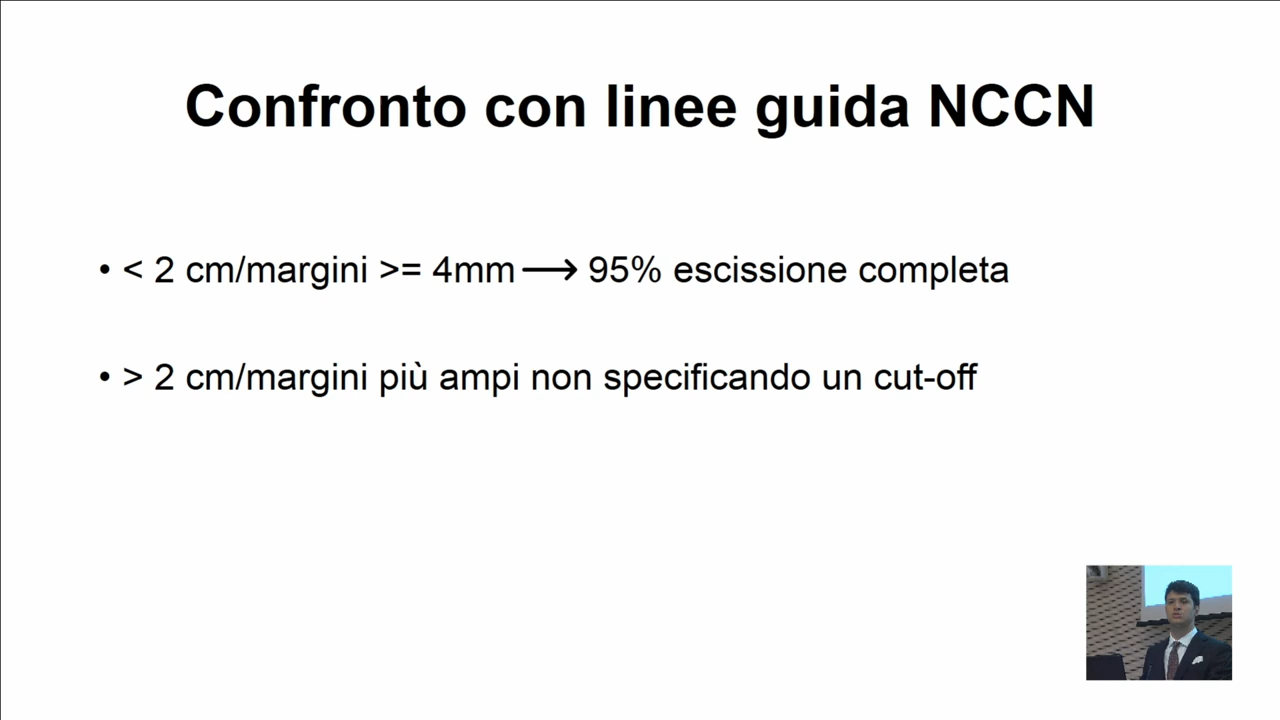 Confronto con linee guida NCCN
• < 2 cm/margini >= 4mm⟶ 95% escissione completa
• > 2 cm/margini più ampi non specificando un cut-off